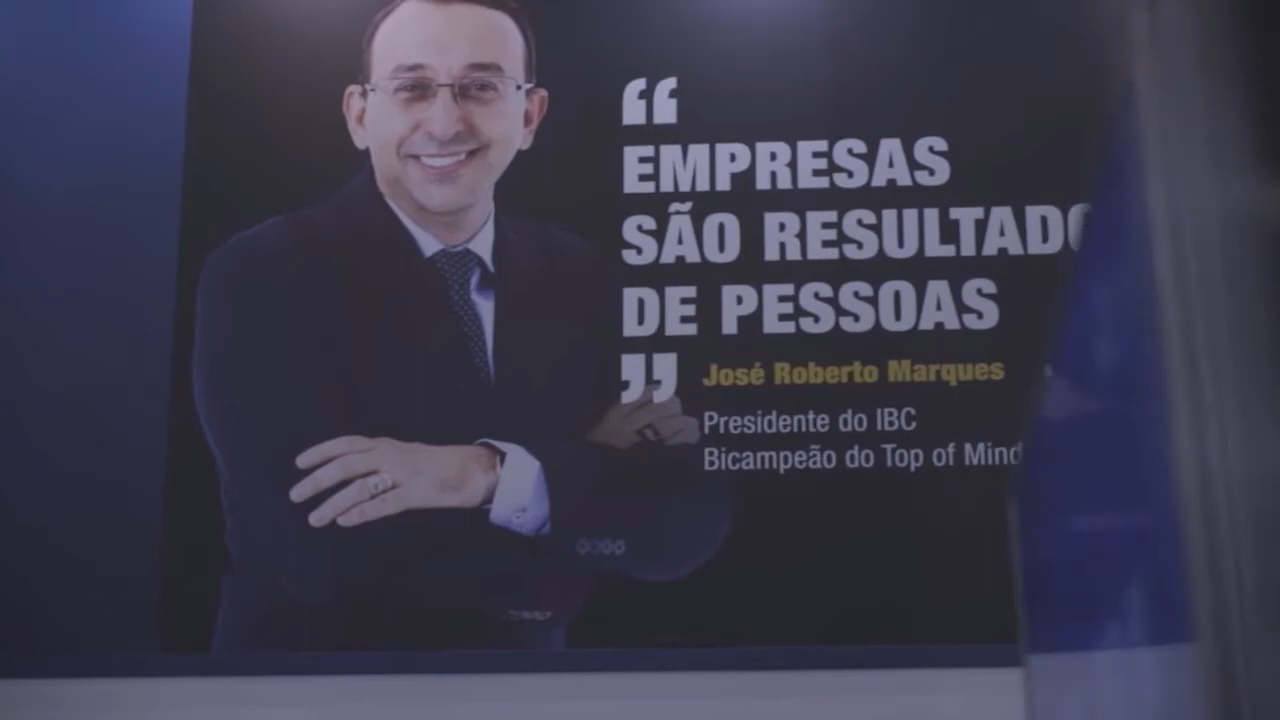 “
EMPRESAS
SÃO RESULTADO
DE PESSOAS
”
José Roberto Marques
Presidente do IBC
Bicampeão do Top of Mind